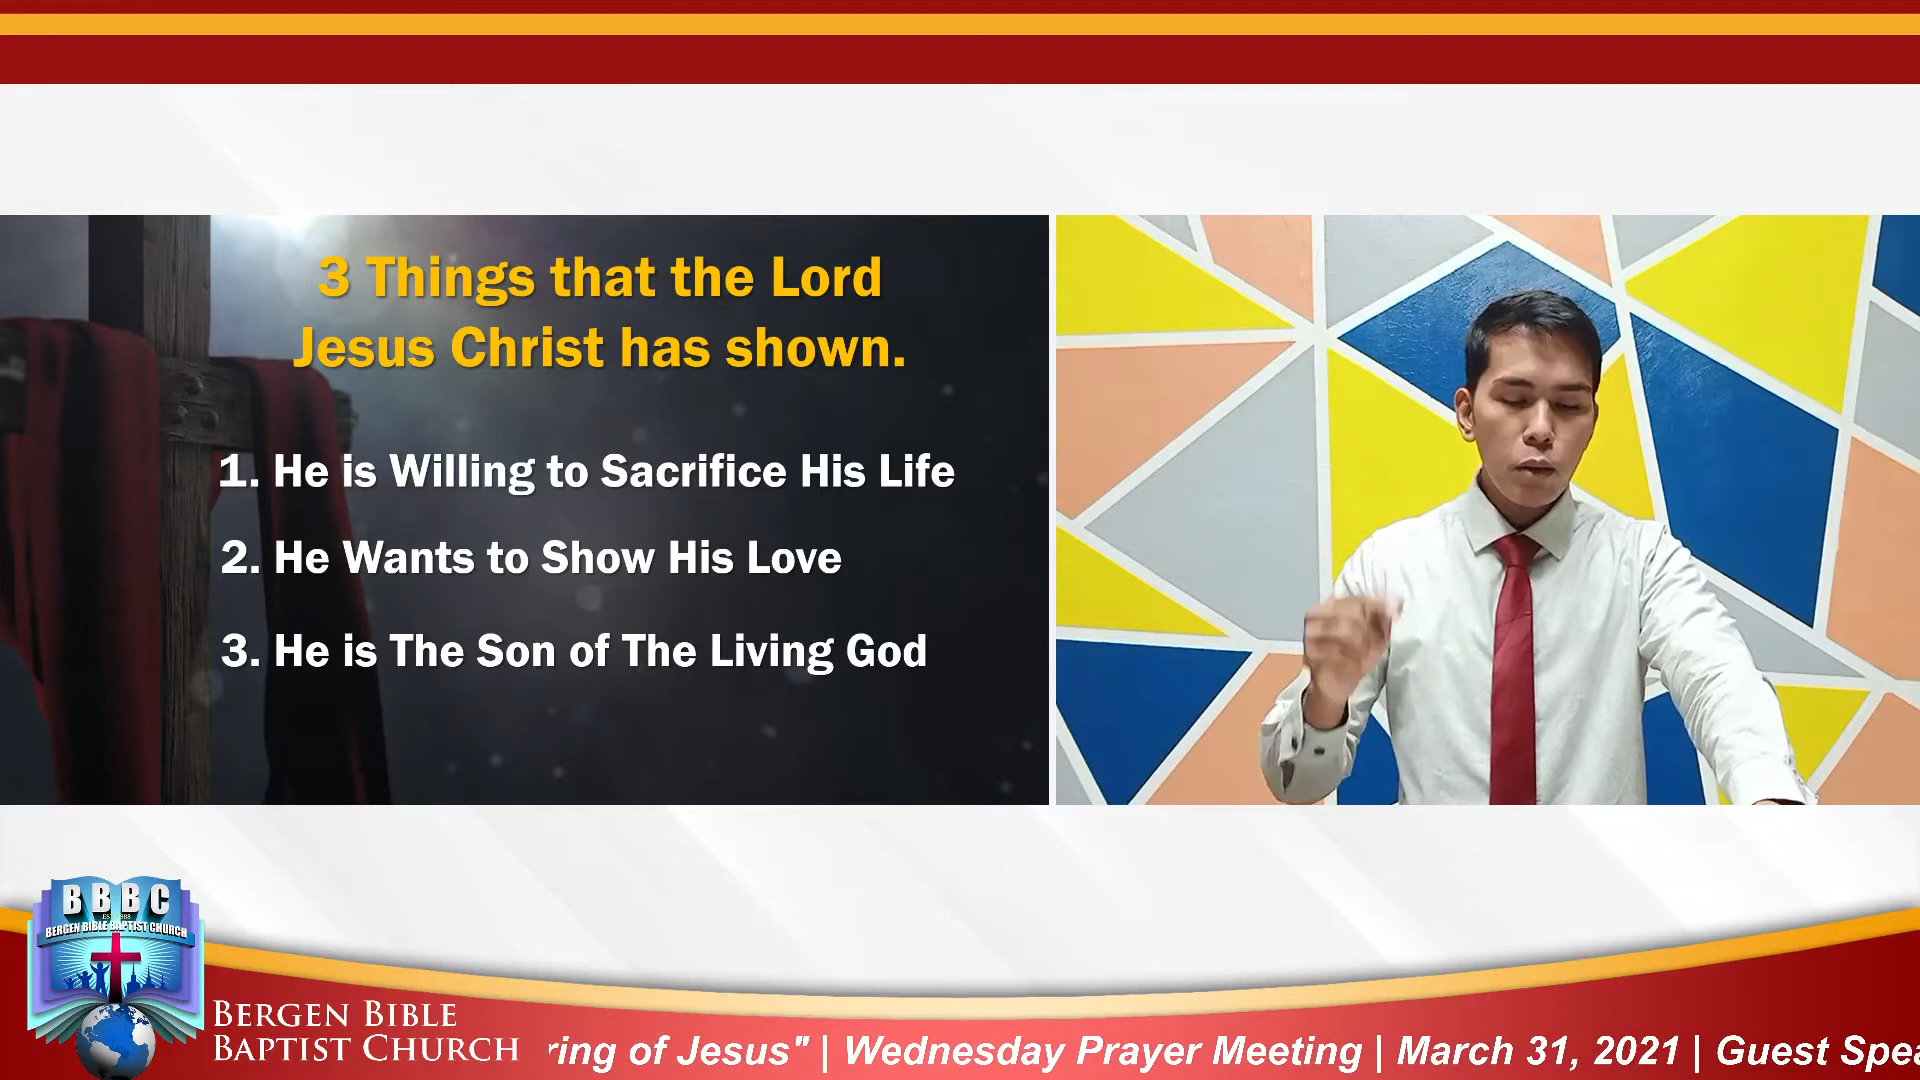 3 Things that the Lord
Jesus Christ has shown.
1. He is Willing to Sacrifice His Life
2. He Wants to Show His Love
3. He is The Son of The Living God
BBBC
BERGEN BIBLE BAPTIST CHURCH
BERGEN BIBLE
BAPTIST CHURCH
ring of Jesus" | Wednesday Prayer Meeting | March 31, 2021 | Guest Spea